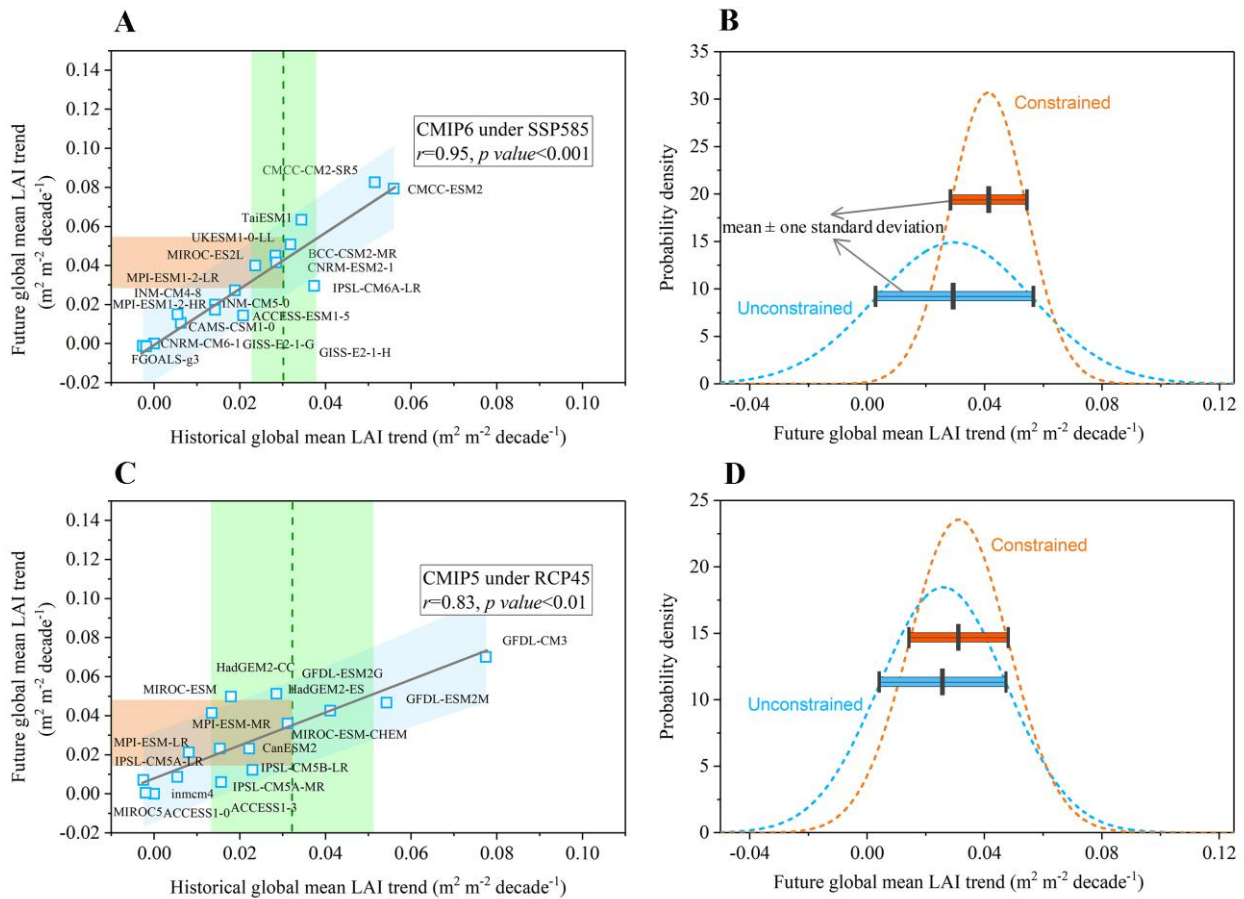 A
Future global mean LAI trend
(m² m⁻² decade⁻¹)
0.14
0.12
0.10
0.08
0.06
0.04
0.02
0.00
-0.02
CMIP6 under SSP585
r=0.95, p value<0.001
CMCC-CM2-SR5
CMCC-ESM2
TaiESM1
UKESM1-0-LL
MIROC-ES2L
BCC-CSM2-MR
CNRM-ESM2-1
MPI-ESM1-2-LR
IPSL-CM6A-LR
INM-CM4-8
MPI-ESM1-2-HR
INM-CM5-0
ACCESS-ESM1-5
CAMS-CSM1-0
CNRM-CM6-1
GISS-E2-1-G
GISS-E2-1-H
FGOALS-g3
0.00 0.02 0.04 0.06 0.08 0.10
Historical global mean LAI trend (m² m⁻² decade⁻¹)
B
Probability density
35
30
25
20
15
10
5
0
Constrained
mean ± one standard deviation
Unconstrained
-0.04 0.00 0.04 0.08 0.12
Future global mean LAI trend (m² m⁻² decade⁻¹)
C
Future global mean LAI trend
(m² m⁻² decade⁻¹)
0.14
0.12
0.10
0.08
0.06
0.04
0.02
0.00
-0.02
CMIP5 under RCP45
r=0.83, p value<0.01
GFDL-CM3
HadGEM2-CC
GFDL-ESM2G
MIROC-ESM
HadGEM2-ES
GFDL-ESM2M
MPI-ESM-MR
MIROC-ESM-CHEM
MPI-ESM-LR
CanESM2
IPSL-CM5A-LR
IPSL-CM5B-LR
inmcm4
IPSL-CM5A-MR
MIROC5
ACCESS1-0
ACCESS1-3
0.00 0.02 0.04 0.06 0.08 0.10
Historical global mean LAI trend (m² m⁻² decade⁻¹)
D
Probability density
25
20
15
10
5
0
Constrained
Unconstrained
-0.04 0.00 0.04 0.08 0.12
Future global mean LAI trend (m² m⁻² decade⁻¹)